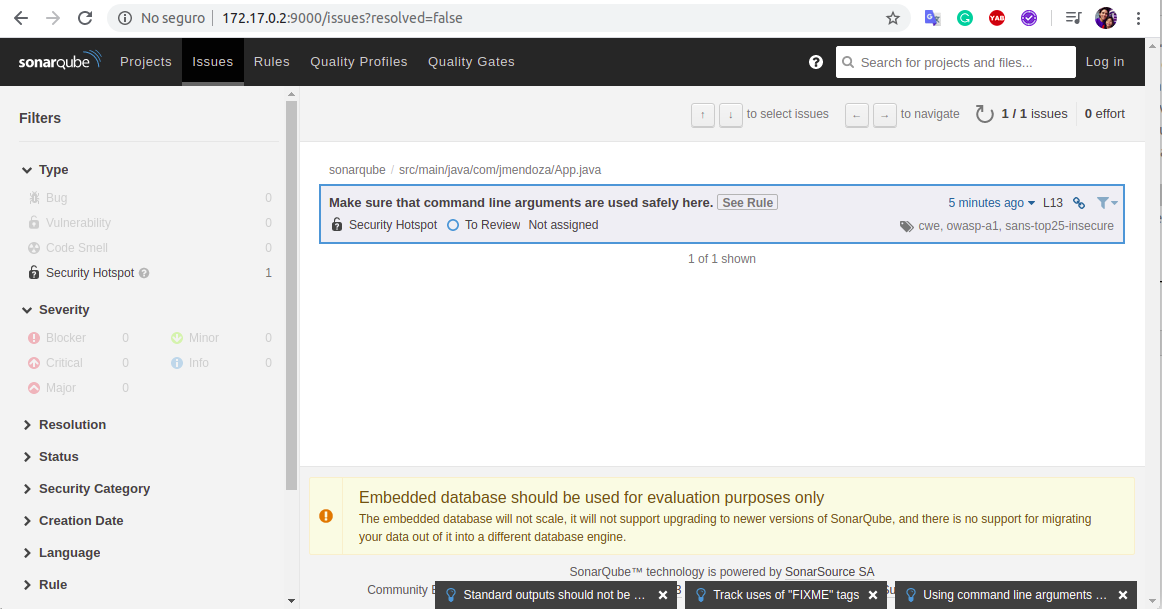 No seguro 172.17.0.2:9000/issues?resolved=false
YAB
sonarqube Projects Issues Rules Quality Profiles Quality Gates ? Search for projects and files... Log in
Filters
↑ ↓ to select issues ← → to navigate 1 / 1 issues 0 effort
Type
Bug 0
Vulnerability 0
Code Smell 0
Security Hotspot ? 1
Severity
Blocker 0 Minor 0
Critical 0 Info 0
Major 0
Resolution
Status
Security Category
Creation Date
Language
Rule
sonarqube / src/main/java/com/jmendoza/App.java
Make sure that command line arguments are used safely here. See Rule 5 minutes ago L13
Security Hotspot To Review Not assigned cwe, owasp-a1, sans-top25-insecure
1 of 1 shown
Embedded database should be used for evaluation purposes only
The embedded database will not scale, it will not support upgrading to newer versions of SonarQube, and there is no support for migrating
your data out of it into a different database engine.
SonarQube™ technology is powered by SonarSource SA
Community
Standard outputs should not be ... × Track uses of "FIXME" tags × Using command line arguments ... ×